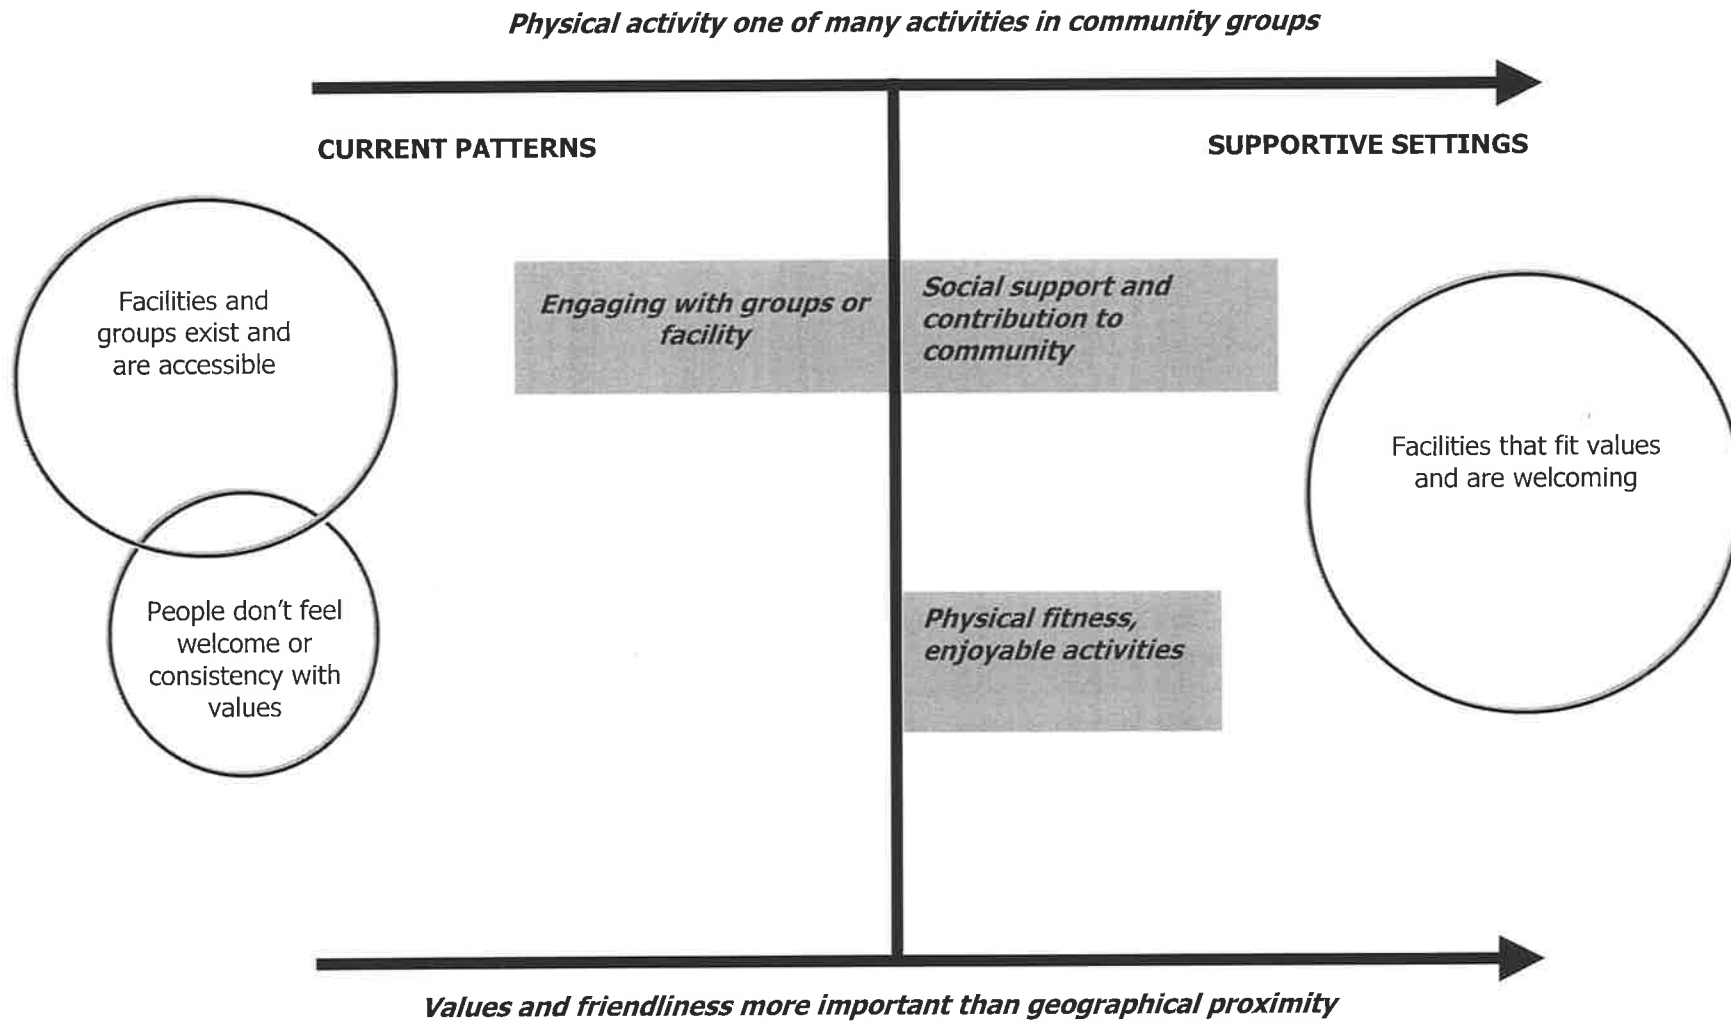 Physical activity one of many activities in community groups
CURRENT PATTERNS
SUPPORTIVE SETTINGS
Facilities and
groups exist and
are accessible
Engaging with groups or
facility
Social support and
contribution to
community
Facilities that fit values
and are welcoming
People don't feel
welcome or
consistency with
values
Physical fitness,
enjoyable activities
Values and friendliness more important than geographical proximity